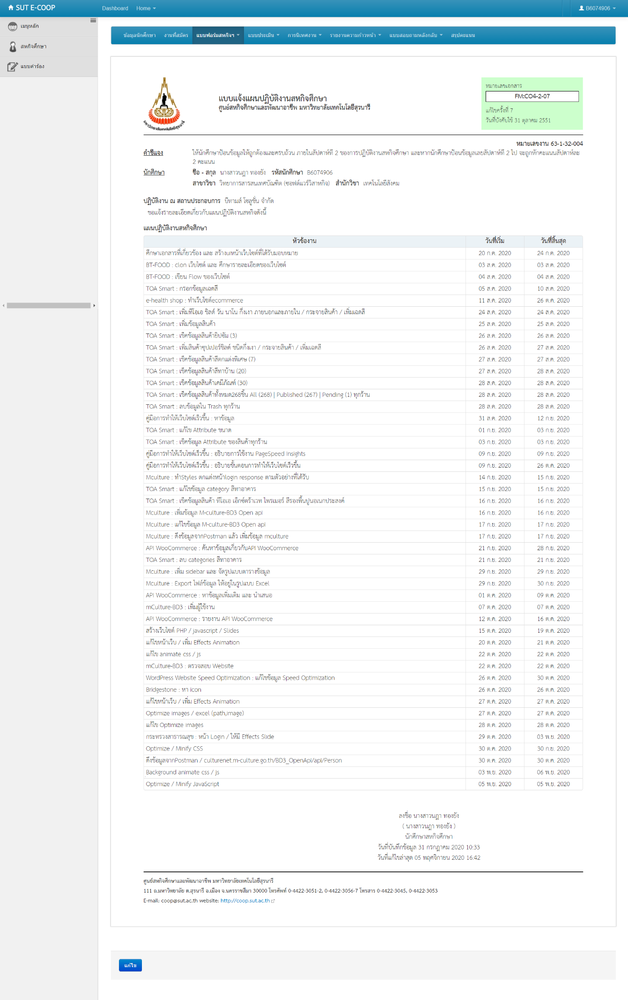 SUT E-COOP
Dashboard Home
B6074906
เมนูหลัก
สหกิจศึกษา
แบบคำร้อง
ข้อมูลนักศึกษา งานที่สมัคร แบบฟอร์มสหกิจฯ แบบประเมิน การนิเทศงาน รายงานความก้าวหน้า แบบสอบถามหลังกลับ สรุปคะแนน
มหาวิทยาลัยเทคโนโลยีสุรนารี
แบบแจ้งแผนปฏิบัติงานสหกิจศึกษา
ศูนย์สหกิจศึกษาและพัฒนาอาชีพ มหาวิทยาลัยเทคโนโลยีสุรนารี
หมายเลขเอกสาร
FM:CO4-2-07
แก้ไขครั้งที่ 7
วันที่บังคับใช้ 31 ตุลาคม 2551
หมายเลขงาน 63-1-32-004
คำชี้แจง ให้นักศึกษาป้อนข้อมูลให้ถูกต้องและครบถ้วน ภายในสัปดาห์ที่ 2 ของการปฏิบัติงานสหกิจศึกษา และหากนักศึกษาป้อนข้อมูลเลยสัปดาห์ที่ 2 ไป จะถูกหักคะแนนสัปดาห์ละ
2 คะแนน
นักศึกษา ชื่อ - สกุล นางสาวนฎา ทองยัง รหัสนักศึกษา B6074906
สาขาวิชา วิทยาการสารสนเทศบัณฑิต (ซอฟต์แวร์วิสาหกิจ) สำนักวิชา เทคโนโลยีสังคม
ปฏิบัติงาน ณ สถานประกอบการ บีทามส์ โซลูชั่น จำกัด
ขอแจ้งรายละเอียดเกี่ยวกับแผนปฏิบัติงานสหกิจดังนี้
แผนปฏิบัติงานสหกิจศึกษา
หัวข้องาน วันที่เริ่ม วันที่สิ้นสุด
ศึกษาเอกสารที่เกี่ยวข้อง และ สร้างuiหน้าเว็บไซต์ที่ได้รับมอบหมาย 20 ก.ค. 2020 24 ก.ค. 2020
BT-FOOD : clon เว็บไซต์ และ ศึกษารายละเอียดของเว็บไซต์ 03 ส.ค. 2020 03 ส.ค. 2020
BT-FOOD : เขียน Flow ของเว็บไซต์ 04 ส.ค. 2020 04 ส.ค. 2020
TOA Smart : กรอกข้อมูลเฉดสี 05 ส.ค. 2020 10 ส.ค. 2020
e-health shop : ทำเว็บไซต์ecommerce 11 ส.ค. 2020 26 ต.ค. 2020
TOA Smart : เพิ่มทีโอเอ ชิลด์ วัน นาโน กึ่งเงา ภายนอกและภายใน / กระจายสินค้า / เพิ่มเฉดสี 24 ส.ค. 2020 24 ส.ค. 2020
TOA Smart : เพิ่มข้อมูลสินค้า 25 ส.ค. 2020 25 ส.ค. 2020
TOA Smart : เช็คข้อมูลสินค้ายิปซัม (3) 26 ส.ค. 2020 26 ส.ค. 2020
TOA Smart : เพิ่มสินค้าซุปเปอร์ชิลด์ ชนิดกึ่งเงา / กระจายสินค้า / เพิ่มเฉดสี 26 ส.ค. 2020 27 ส.ค. 2020
TOA Smart : เช็คข้อมูลสินค้าสีตกแต่งพิเศษ (7) 27 ส.ค. 2020 27 ส.ค. 2020
TOA Smart : เช็คข้อมูลสินค้าสีทาบ้าน (20) 27 ส.ค. 2020 28 ส.ค. 2020
TOA Smart : เช็คข้อมูลสินค้าเคมีภัณฑ์ (30) 28 ส.ค. 2020 28 ส.ค. 2020
TOA Smart : เช็คข้อมูลสินค้าทั้งหมด268ชิ้น All (268) | Published (267) | Pending (1) ทุกร้าน 28 ส.ค. 2020 28 ส.ค. 2020
TOA Smart : ลบข้อมูลใน Trash ทุกร้าน 28 ส.ค. 2020 28 ส.ค. 2020
คู่มือการทำให้เว็บไซต์เร็วขึ้น : หาข้อมูล 31 ส.ค. 2020 12 ก.ย. 2020
TOA Smart : แก้ไข Attribute ขนาด 01 ก.ย. 2020 03 ก.ย. 2020
TOA Smart : เช็คข้อมูล Attribute ของสินค้าทุกร้าน 03 ก.ย. 2020 03 ก.ย. 2020
คู่มือการทำให้เว็บไซต์เร็วขึ้น : อธิบายการใช้งาน PageSpeed Insights 09 ก.ย. 2020 09 ก.ย. 2020
คู่มือการทำให้เว็บไซต์เร็วขึ้น : อธิบายขั้นตอนการทำให้เว็บไซต์เร็วขึ้น 09 ก.ย. 2020 26 ต.ค. 2020
Mculture : ทำStyles ตกแต่งหน้าlogin response ตามตัวอย่างที่ได้รับ 14 ก.ย. 2020 15 ก.ย. 2020
TOA Smart : แก้ไขข้อมูล category สีทาอาคาร 15 ก.ย. 2020 15 ก.ย. 2020
TOA Smart : เช็คข้อมูลสินค้า ทีโอเอ เอ็กซ์ตร้าเวท ไพรเมอร์ สีรองพื้นปูนอเนกประสงค์ 16 ก.ย. 2020 16 ก.ย. 2020
Mculture : เพิ่มข้อมูล M-culture-BD3 Open api 16 ก.ย. 2020 16 ก.ย. 2020
Mculture : แก้ไขข้อมูล M-culture-BD3 Open api 17 ก.ย. 2020 17 ก.ย. 2020
Mculture : ดึงข้อมูลจากPostman แล้ว เพิ่มข้อมูล mculture 17 ก.ย. 2020 17 ก.ย. 2020
API WooCommerce : ค้นหาข้อมูลเกี่ยวกับAPI WooCommerce 21 ก.ย. 2020 28 ก.ย. 2020
TOA Smart : ลบ categories สีทาอาคาร 21 ก.ย. 2020 21 ก.ย. 2020
Mculture : เพิ่ม sidebar และ จัดรูปแบบตารางข้อมูล 29 ก.ย. 2020 29 ก.ย. 2020
Mculture : Export ไฟล์ข้อมูล ให้อยู่ในรูปแบบ Excel 29 ก.ย. 2020 30 ก.ย. 2020
API WooCommerce : หาข้อมูลเพิ่มเติม และ นำเสนอ 01 ต.ค. 2020 09 ต.ค. 2020
mCulture-BD3 : เพิ่มผู้ใช้งาน 07 ต.ค. 2020 07 ต.ค. 2020
API WooCommerce : รายงาน API WooCommerce 12 ต.ค. 2020 16 ต.ค. 2020
สร้างเว็บไซต์ PHP / javascript / Slides 15 ต.ค. 2020 19 ต.ค. 2020
แก้ไขหน้าเว็บ / เพิ่ม Effects Animation 20 ต.ค. 2020 21 ต.ค. 2020
แก้ไข animate css / js 22 ต.ค. 2020 22 ต.ค. 2020
mCulture-BD3 : ตรวจสอบ Website 22 ต.ค. 2020 22 ต.ค. 2020
WordPress Website Speed Optimization : แก้ไขข้อมูล Speed Optimization 26 ต.ค. 2020 30 ต.ค. 2020
Bridgestone : หา icon 26 ต.ค. 2020 26 ต.ค. 2020
แก้ไขหน้าเว็บ / เพิ่ม Effects Animation 27 ต.ค. 2020 27 ต.ค. 2020
Optimize images / excel (path,image) 27 ต.ค. 2020 27 ต.ค. 2020
แก้ไข Optimize images 28 ต.ค. 2020 28 ต.ค. 2020
กระทรวงสาธารณสุข : หน้า Login / ให้มี Effects Slide 29 ต.ค. 2020 03 พ.ย. 2020
Optimize / Minify CSS 30 ต.ค. 2020 30 ก.ย. 2020
ดึงข้อมูลจากPostman / culturenet.m-culture.go.th/BD3_OpenApi/api/Person 30 ต.ค. 2020 30 ต.ค. 2020
Background animate css / js 03 พ.ย. 2020 06 พ.ย. 2020
Optimize / Minify JavaScript 05 พ.ย. 2020 05 พ.ย. 2020
ลงชื่อ นางสาวนฎา ทองยัง
( นางสาวนฎา ทองยัง )
นักศึกษาสหกิจศึกษา
วันที่บันทึกข้อมูล 31 กรกฎาคม 2020 10:33
วันที่แก้ไขล่าสุด 05 พฤศจิกายน 2020 16:42
ศูนย์สหกิจศึกษาและพัฒนาอาชีพ มหาวิทยาลัยเทคโนโลยีสุรนารี
111 ถ.มหาวิทยาลัย ต.สุรนารี อ.เมือง จ.นครราชสีมา 30000 โทรศัพท์ 0-4422-3051-2, 0-4422-3056-7 โทรสาร 0-4422-3045, 0-4422-3053
E-mail: coop@sut.ac.th website: http://coop.sut.ac.th
แก้ไข